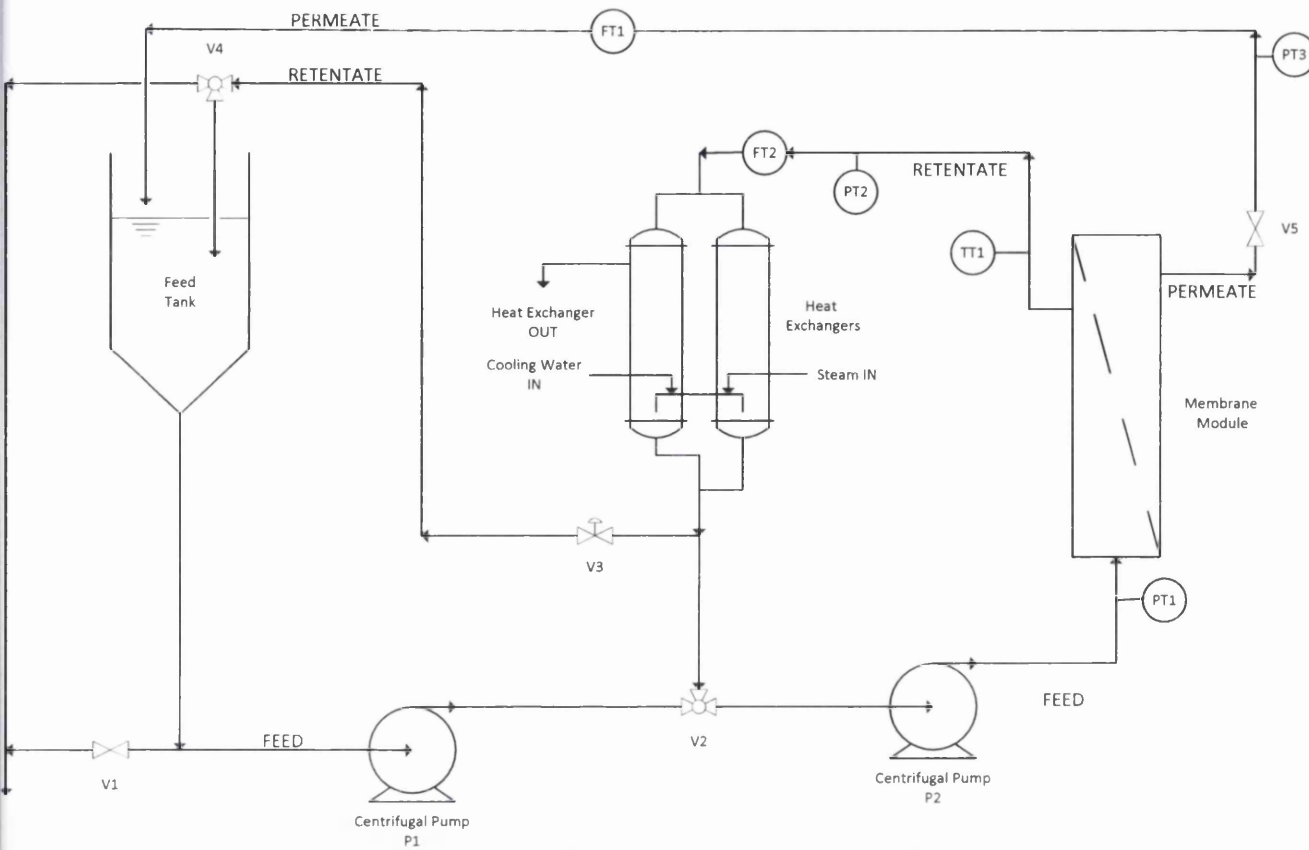 PERMEATE
FT1
PT3
V4
RETENTATE
FT2
RETENTATE
PT2
V5
TT1
PERMEATE
Feed
Tank
Heat Exchanger
OUT
Heat
Exchangers
Cooling Water
IN
Steam IN
Membrane
Module
V3
PT1
FEED
FEED
V2
V1
Centrifugal Pump
P2
Centrifugal Pump
P1